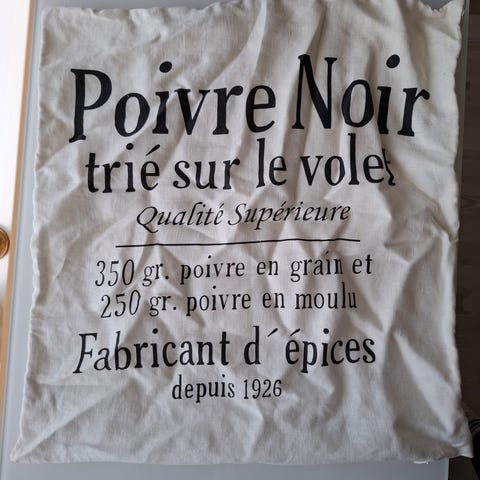 Poivre Noir
trié sur le volet
Qualité Supérieure
350 gr. poivre en grain et
250 gr. poivre en moulu
Fabricant d´épices
depuis 1926